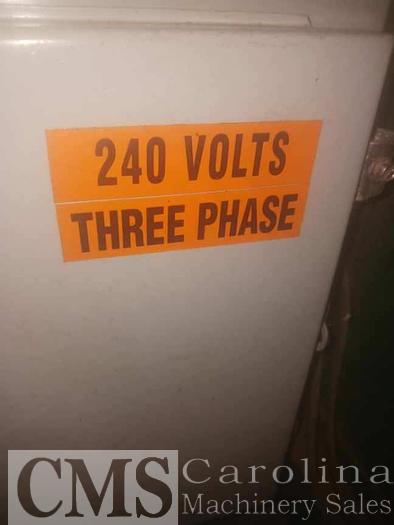 240 VOLTS
THREE PHASE
CMS Carolina
Machinery Sales